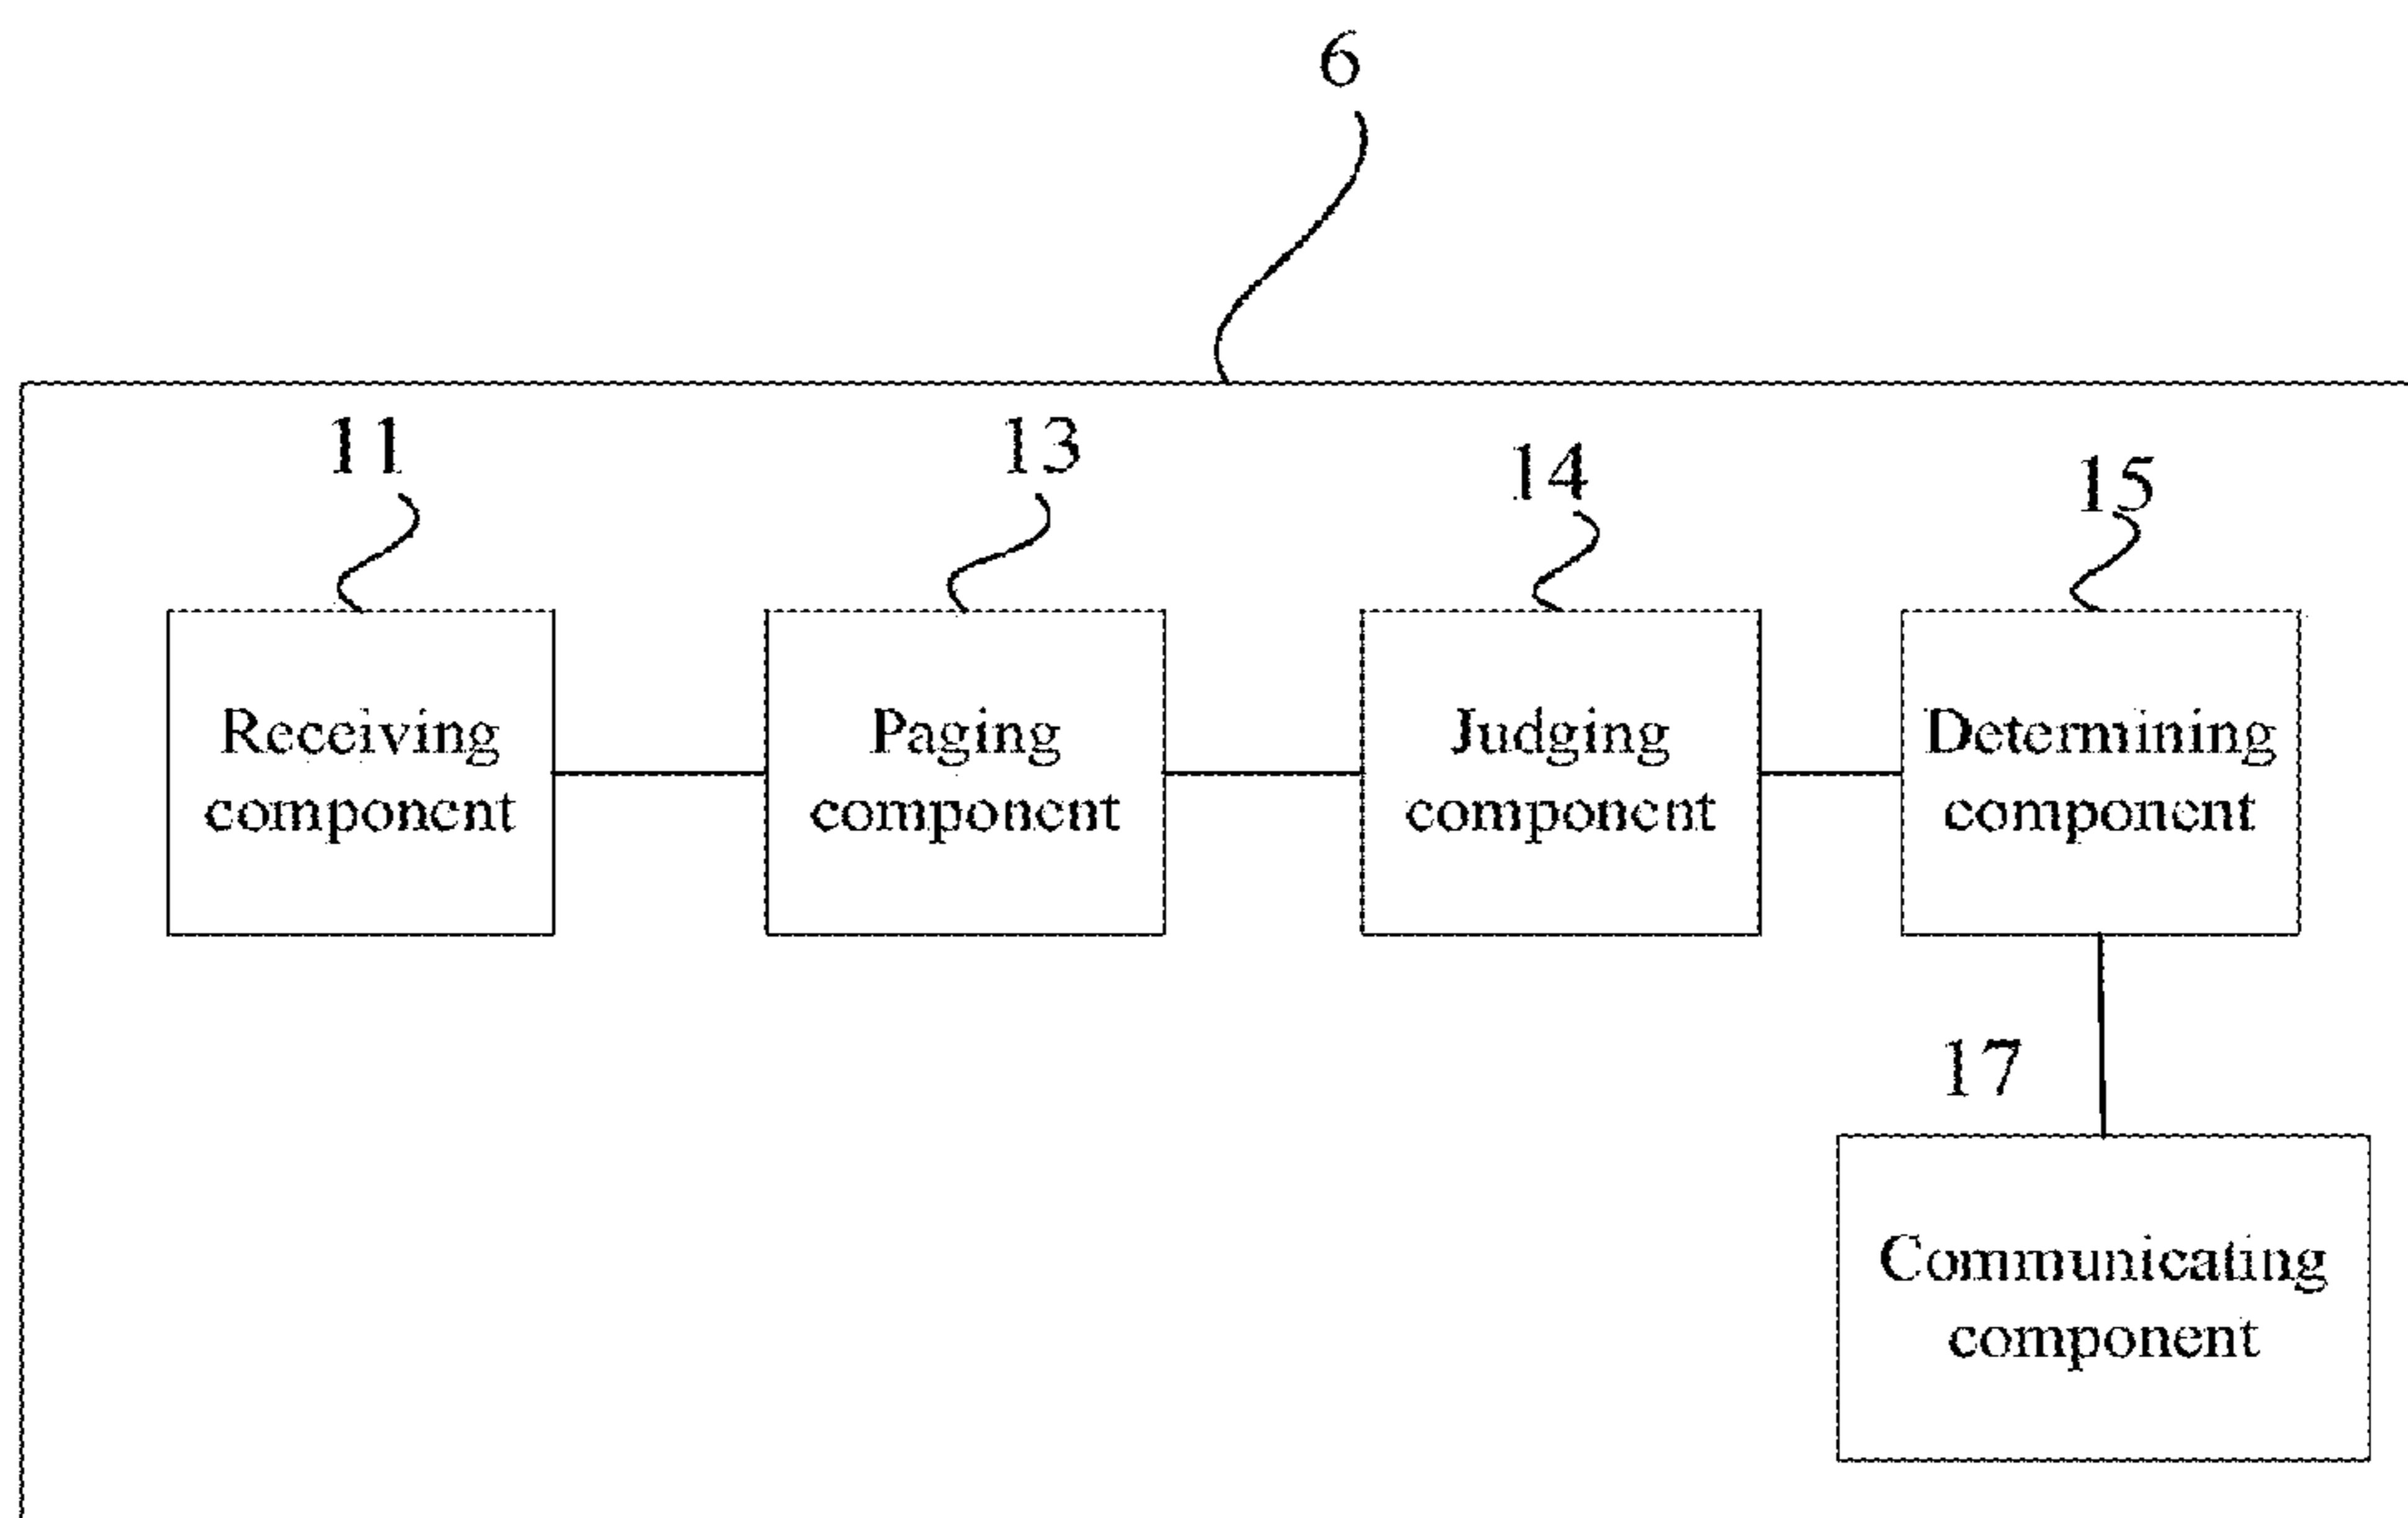 6
11
13
14
15
Receiving
component
Paging
component
Judging
component
Determining
component
17
Communicating
component